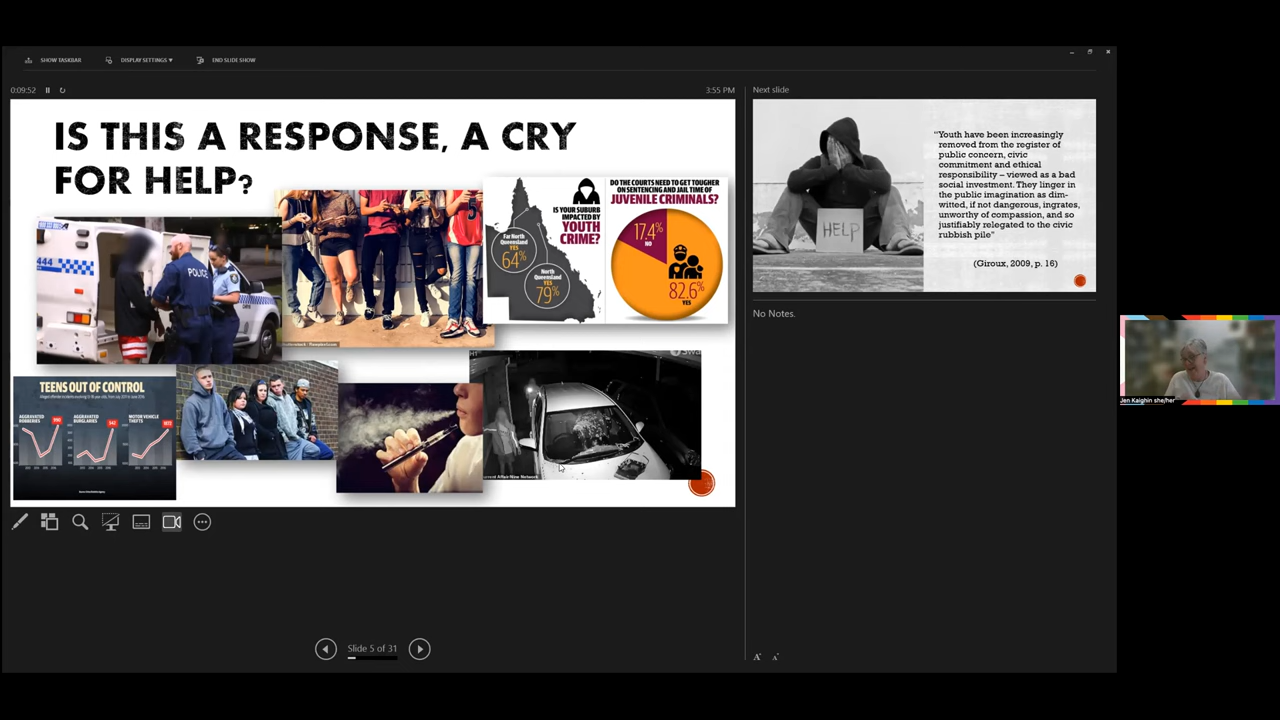 SHOW TASKBAR
DISPLAY SETTINGS ▼
END SLIDE SHOW
0:09:52
3:55 PM
IS THIS A RESPONSE, A CRY
FOR HELP?
444
POLICE
IS YOUR SUBURB
IMPACTED BY
YOUTH
CRIME?
Far North
Queensland
YES
64%
North
Queensland
YES
79%
DO THE COURTS NEED TO GET TOUGHER
ON SENTENCING AND JAIL TIME OF
JUVENILE CRIMINALS?
17.4%
NO
82.6%
YES
TEENS OUT OF CONTROL
AGGRAVATED
ROBBERIES
AGGRAVATED
BURGLARIES
MOTOR VEHICLE
THEFTS
Slide 5 of 31
Next slide
"Youth have been increasingly
removed from the register of
public concern, civic
commitment and ethical
responsibility – viewed as a bad
social investment. They linger in
the public imagination as dim-
witted, if not dangerous, ingrates,
unworthy of compassion, and so
justifiably relegated to the civic
rubbish pile"
(Giroux, 2009, p. 16)
HELP
No Notes.
Jen Kaighin she/her